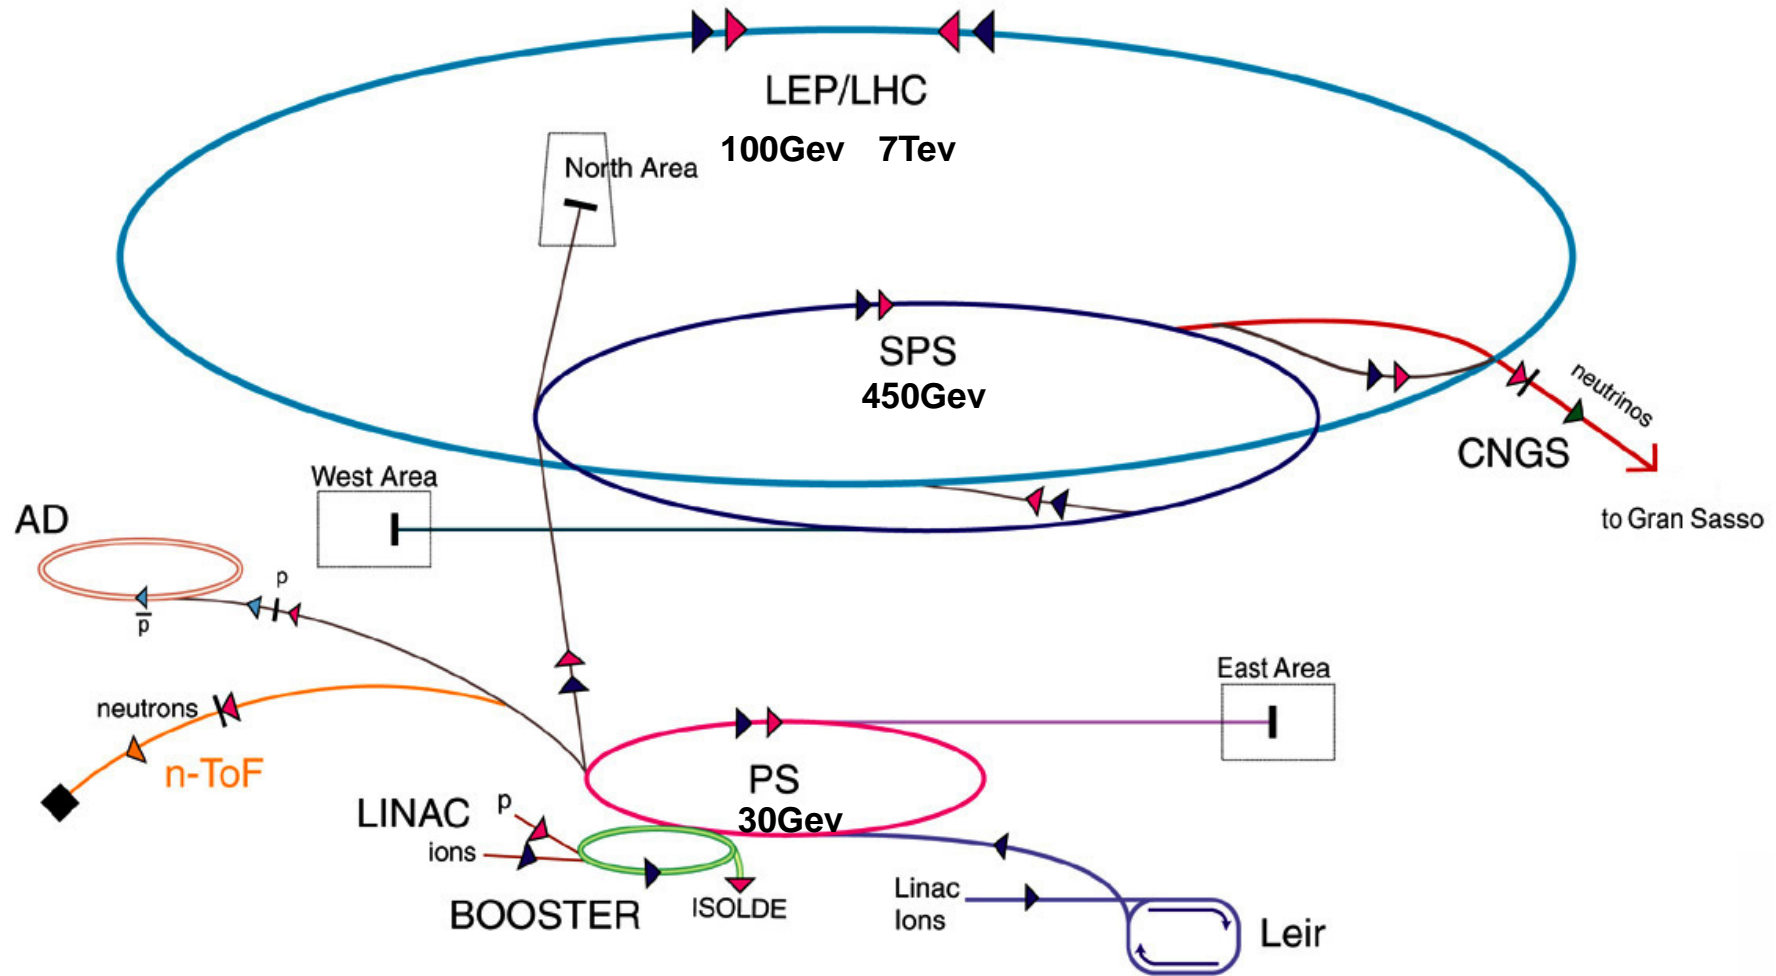 LEP/LHC
100Gev 7Tev
North Area
SPS
450Gev
neutrinos
CNGS
to Gran Sasso
West Area
AD
p
p̅
East Area
neutrons
n-ToF
PS
30Gev
LINAC
p
ions
BOOSTER
ISOLDE
Linac
Ions
Leir